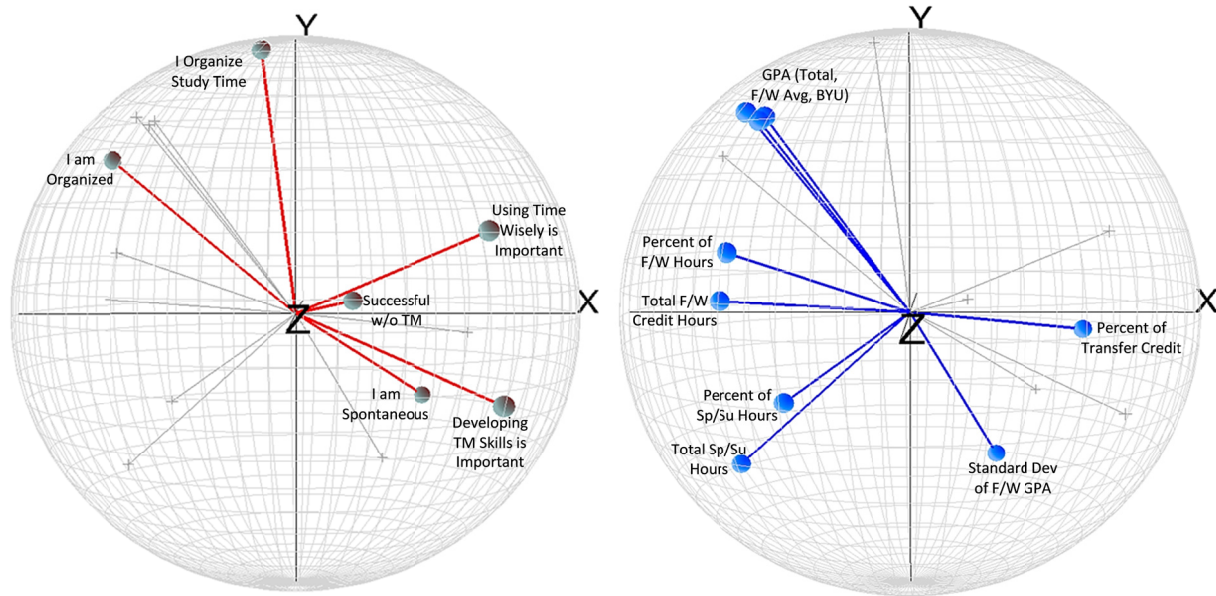 Y
I Organize
Study Time
I am
Organized
Using Time
Wisely is
Important
X
Successful
w/o TM
Z
I am
Spontaneous
Developing
TM Skills is
Important
Y
GPA (Total,
F/W Avg, BYU)
Percent of
F/W Hours
Total F/W
Credit Hours
X
Z
Percent of
Transfer Credit
Percent of
Sp/Su Hours
Total Sp/Su
Hours
Standard Dev
of F/W GPA